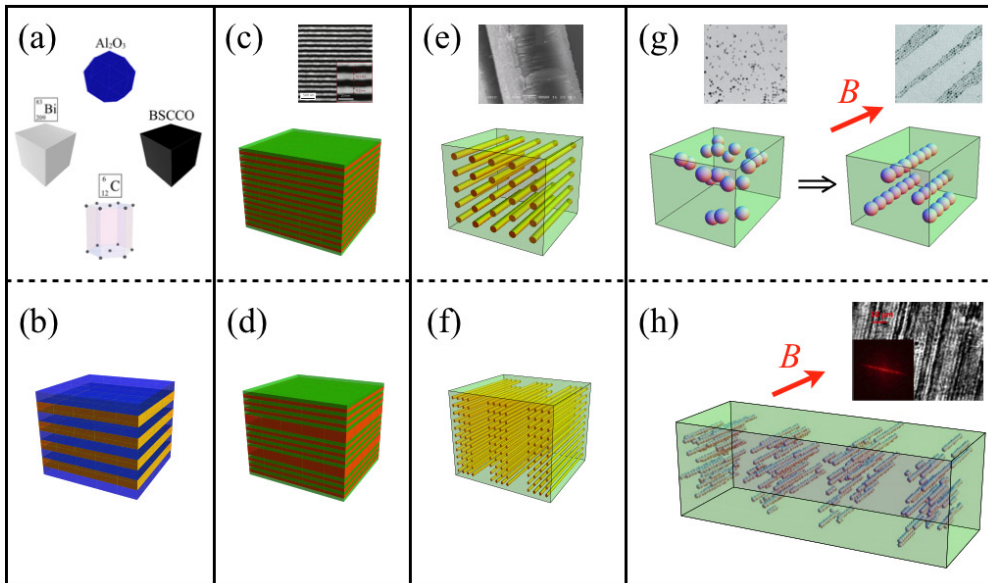 (a)
Al₂O₃
83
Bi
209
BSCCO
6
C
12
(b)
(c)
(d)
(e)
(f)
(g)
B
⇒
(h)
B